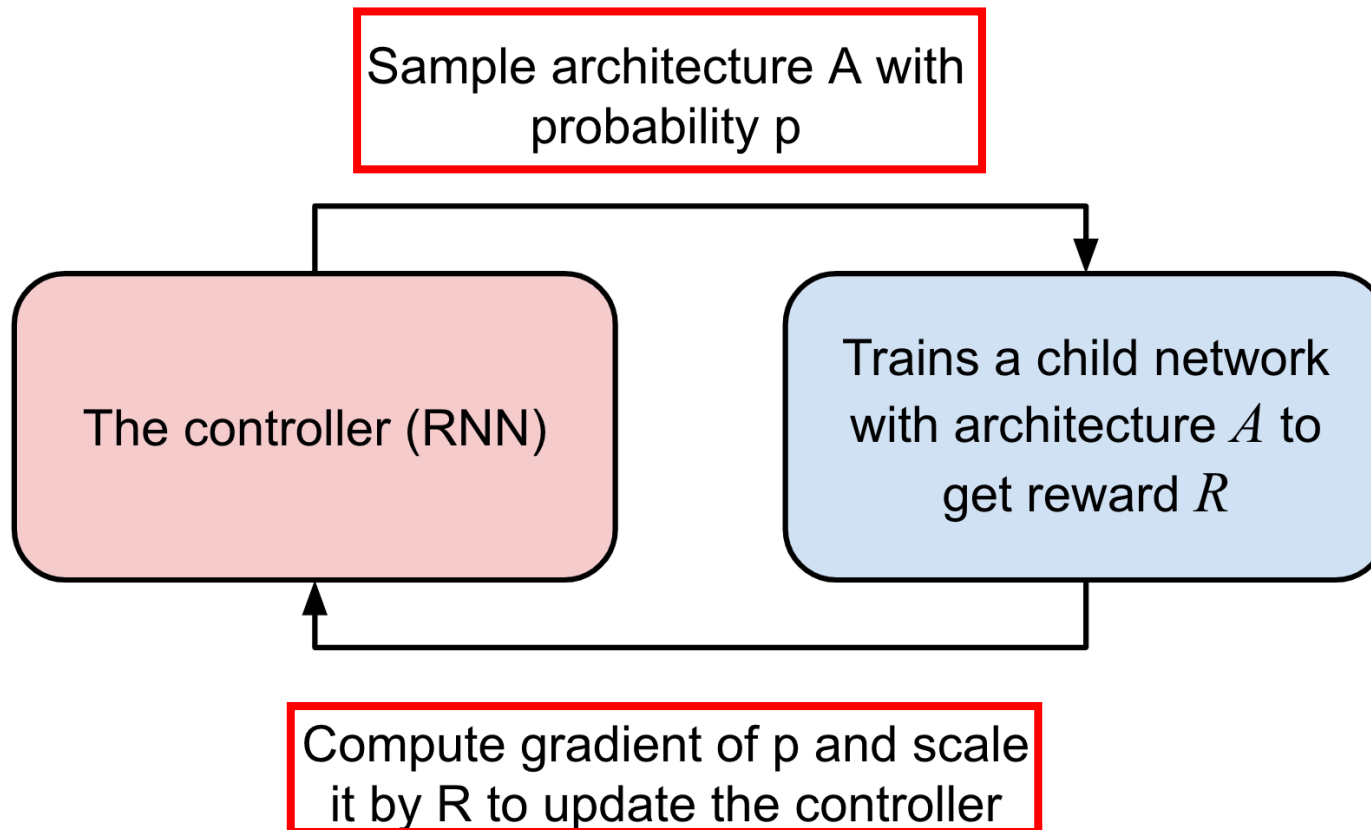 Sample architecture A with
probability p
The controller (RNN)
Trains a child network
with architecture A to
get reward R
Compute gradient of p and scale
it by R to update the controller